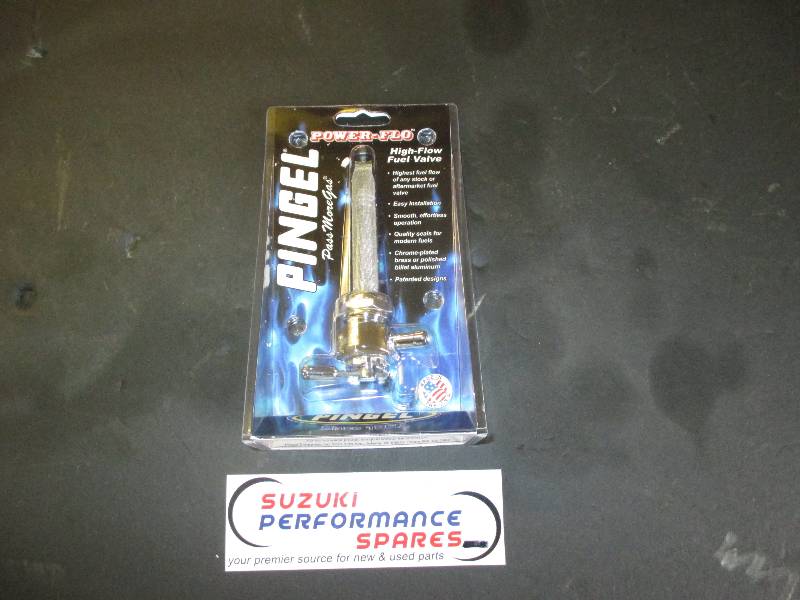 POWER-FLO
PINGEL
Pass More Gas
High-Flow
Fuel Valve
• Highest fuel flow
of any stock or
aftermarket fuel
valve
• Easy Installation
• Smooth, effortless
operation
• Quality seals for
modern fuels
• Chrome-plated
brass or polished
billet aluminum
• Patented designs
PINGEL
SUZUKI
PERFORMANCE
SPARES
your premier source for new & used parts